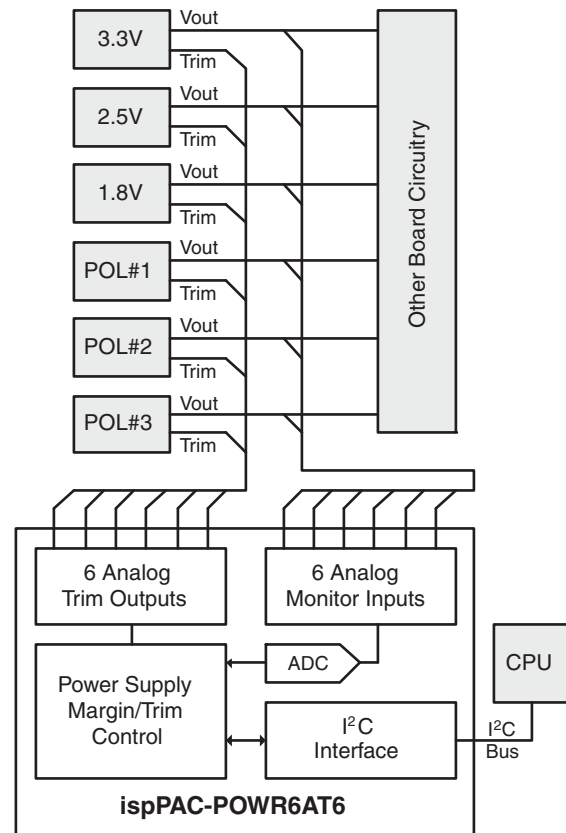 3.3V
Vout
Trim
2.5V
Vout
Trim
1.8V
Vout
Trim
POL#1
Vout
Trim
POL#2
Vout
Trim
POL#3
Vout
Trim
Other Board Circuitry
6 Analog
Trim Outputs
6 Analog
Monitor Inputs
ADC
CPU
Power Supply
Margin/Trim
Control
I²C
Interface
I²C
Bus
ispPAC-POWR6AT6